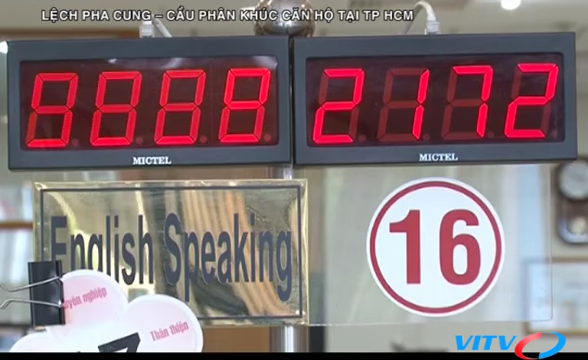 LỆCH PHA CUNG – CẦU PHÂN KHÚC CĂN HỘ TẠI TP HCM
2172
MICTEL
MICTEL
English Speaking
16
Thân thiện
VITV